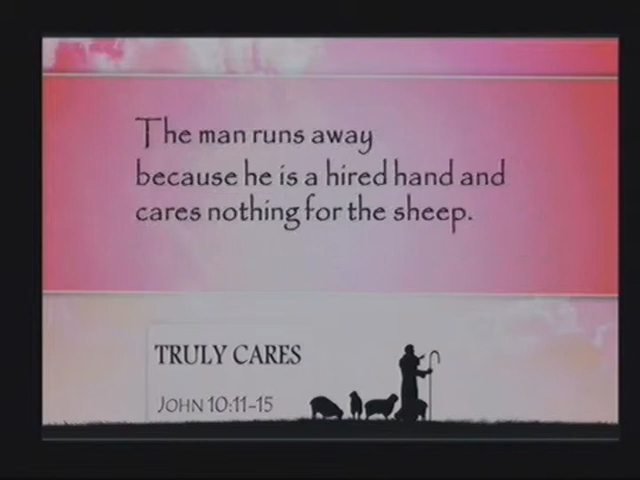 The man runs away
because he is a hired hand and
cares nothing for the sheep.
TRULY CARES
JOHN 10:11-15